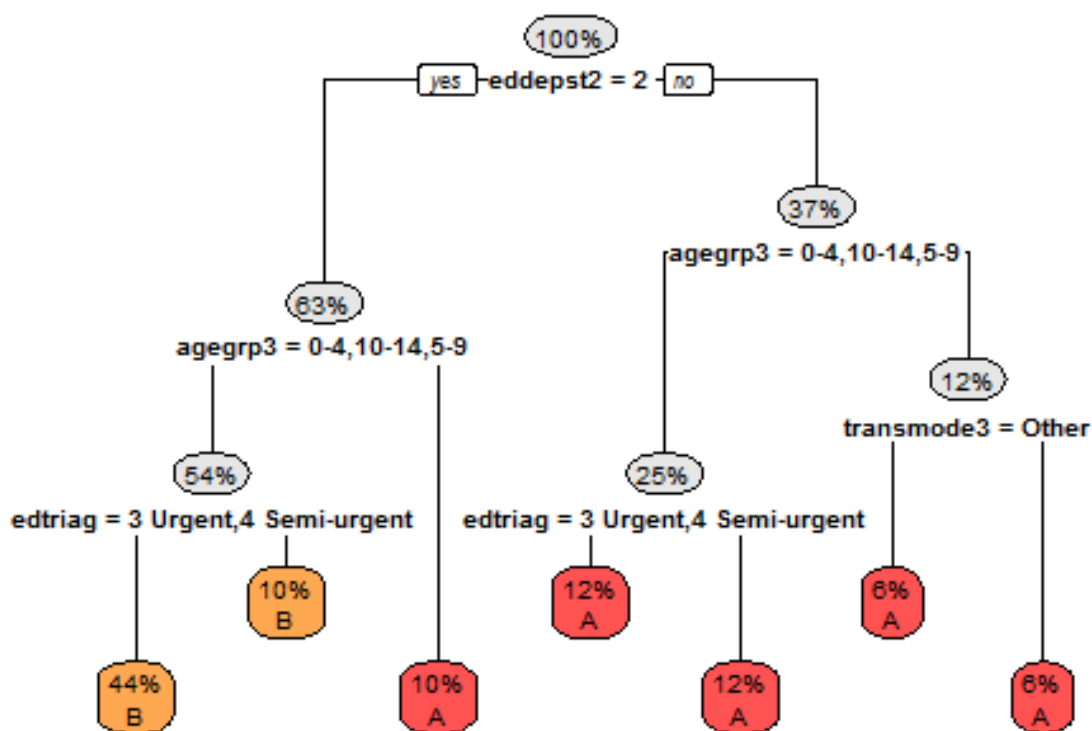 100%
yes eddepst2 = 2 no
37%
agegrp3 = 0-4,10-14,5-9
63%
agegrp3 = 0-4,10-14,5-9
12%
transmode3 = Other
54%
25%
edtriag = 3 Urgent,4 Semi-urgent
edtriag = 3 Urgent,4 Semi-urgent
10%
B
12%
A
6%
A
44%
B
10%
A
12%
A
6%
A